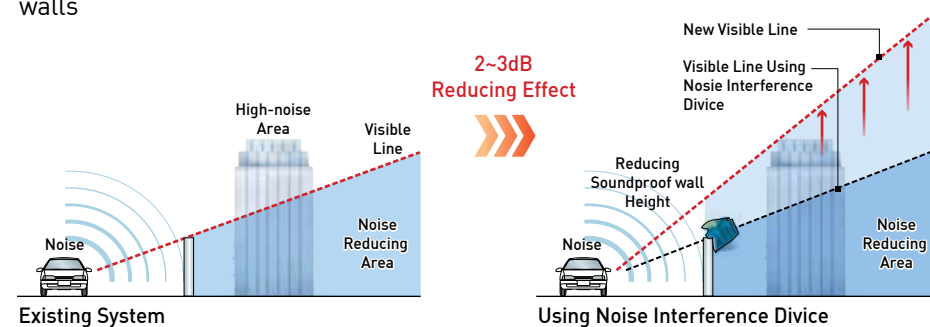 walls
High-noise
Area
Visible
Line
Noise
Noise
Reducing
Area
Existing System
2~3dB
Reducing Effect
New Visible Line
Visible Line Using
Nosie Interference
Divice
Reducing
Soundproof wall
Height
Noise
Noise
Reducing
Area
Using Noise Interference Divice